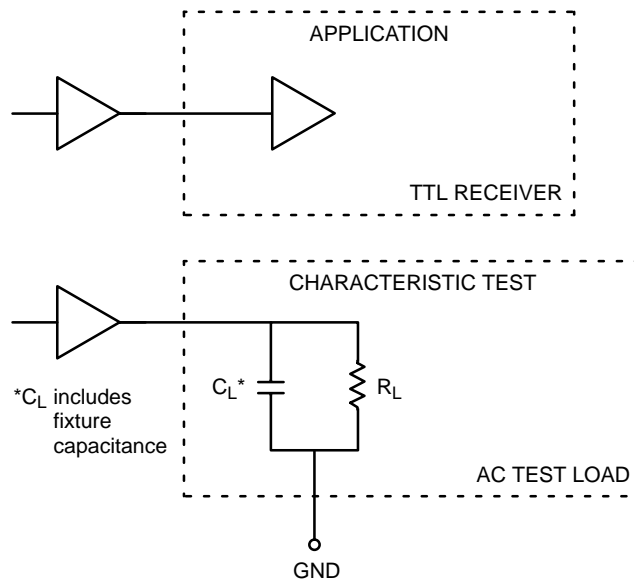 APPLICATION
TTL RECEIVER
CHARACTERISTIC TEST
*CL includes
fixture
capacitance
CL*
RL
AC TEST LOAD
GND